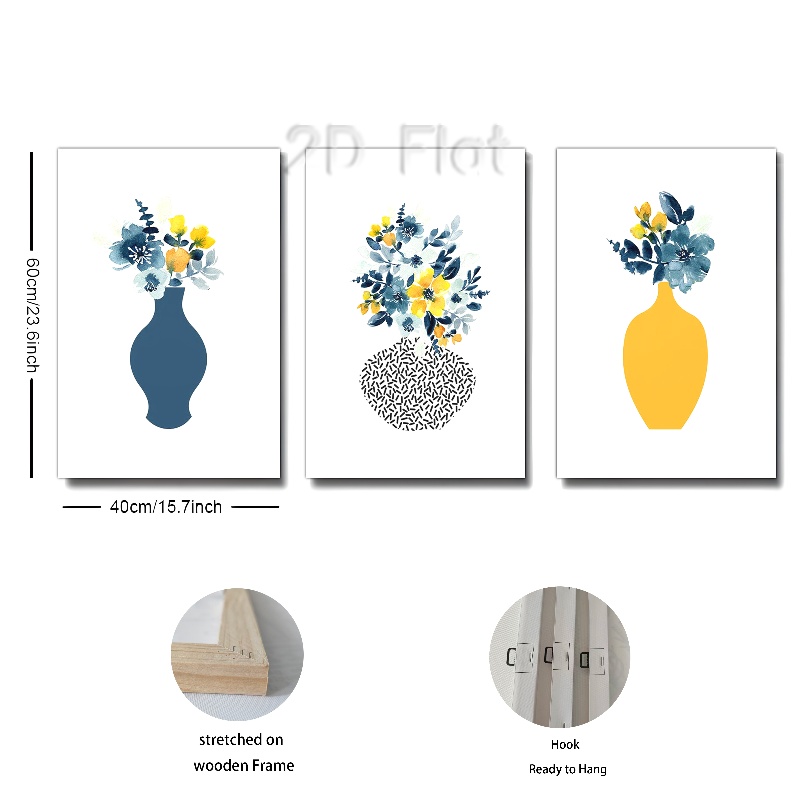 2D Flat
60cm/23.6inch
40cm/15.7inch
stretched on
wooden Frame
Hook
Ready to Hang